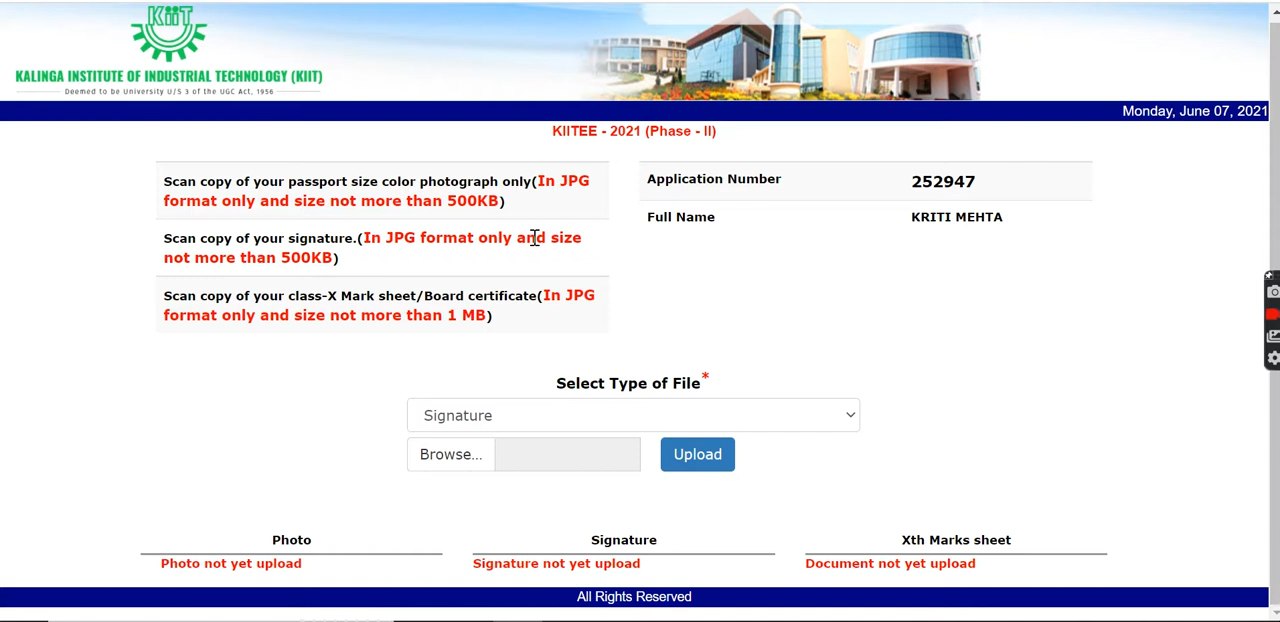 KiiT
KALINGA INSTITUTE OF INDUSTRIAL TECHNOLOGY (KIIT)
Deemed to be University U/S 3 of the UGC Act, 1956
Monday, June 07, 2021
KIITEE - 2021 (Phase - II)
Scan copy of your passport size color photograph only(In JPG
format only and size not more than 500KB)
Scan copy of your signature.(In JPG format only and size
not more than 500KB)
Scan copy of your class-X Mark sheet/Board certificate(In JPG
format only and size not more than 1 MB)
Application Number 252947
Full Name KRITI MEHTA
Select Type of File*
Signature
Browse... Upload
Photo Signature Xth Marks sheet
Photo not yet upload Signature not yet upload Document not yet upload
All Rights Reserved